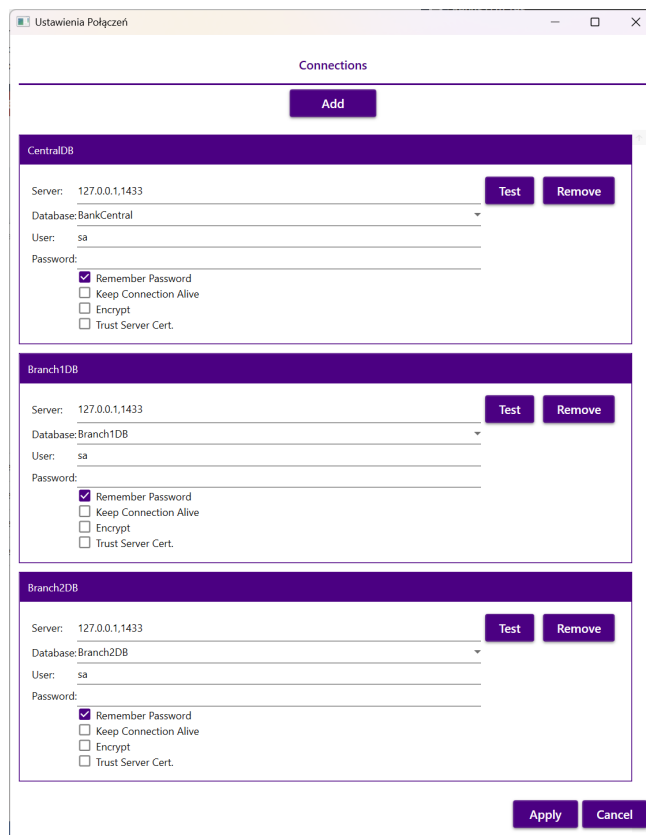 Ustawienia Połączeń
Connections
Add
CentralDB
Server: 127.0.0.1,1433 Test Remove
Database: BankCentral
User: sa
Password:
Remember Password
Keep Connection Alive
Encrypt
Trust Server Cert.
Branch1DB
Server: 127.0.0.1,1433 Test Remove
Database: Branch1DB
User: sa
Password:
Remember Password
Keep Connection Alive
Encrypt
Trust Server Cert.
Branch2DB
Server: 127.0.0.1,1433 Test Remove
Database: Branch2DB
User: sa
Password:
Remember Password
Keep Connection Alive
Encrypt
Trust Server Cert.
Apply Cancel